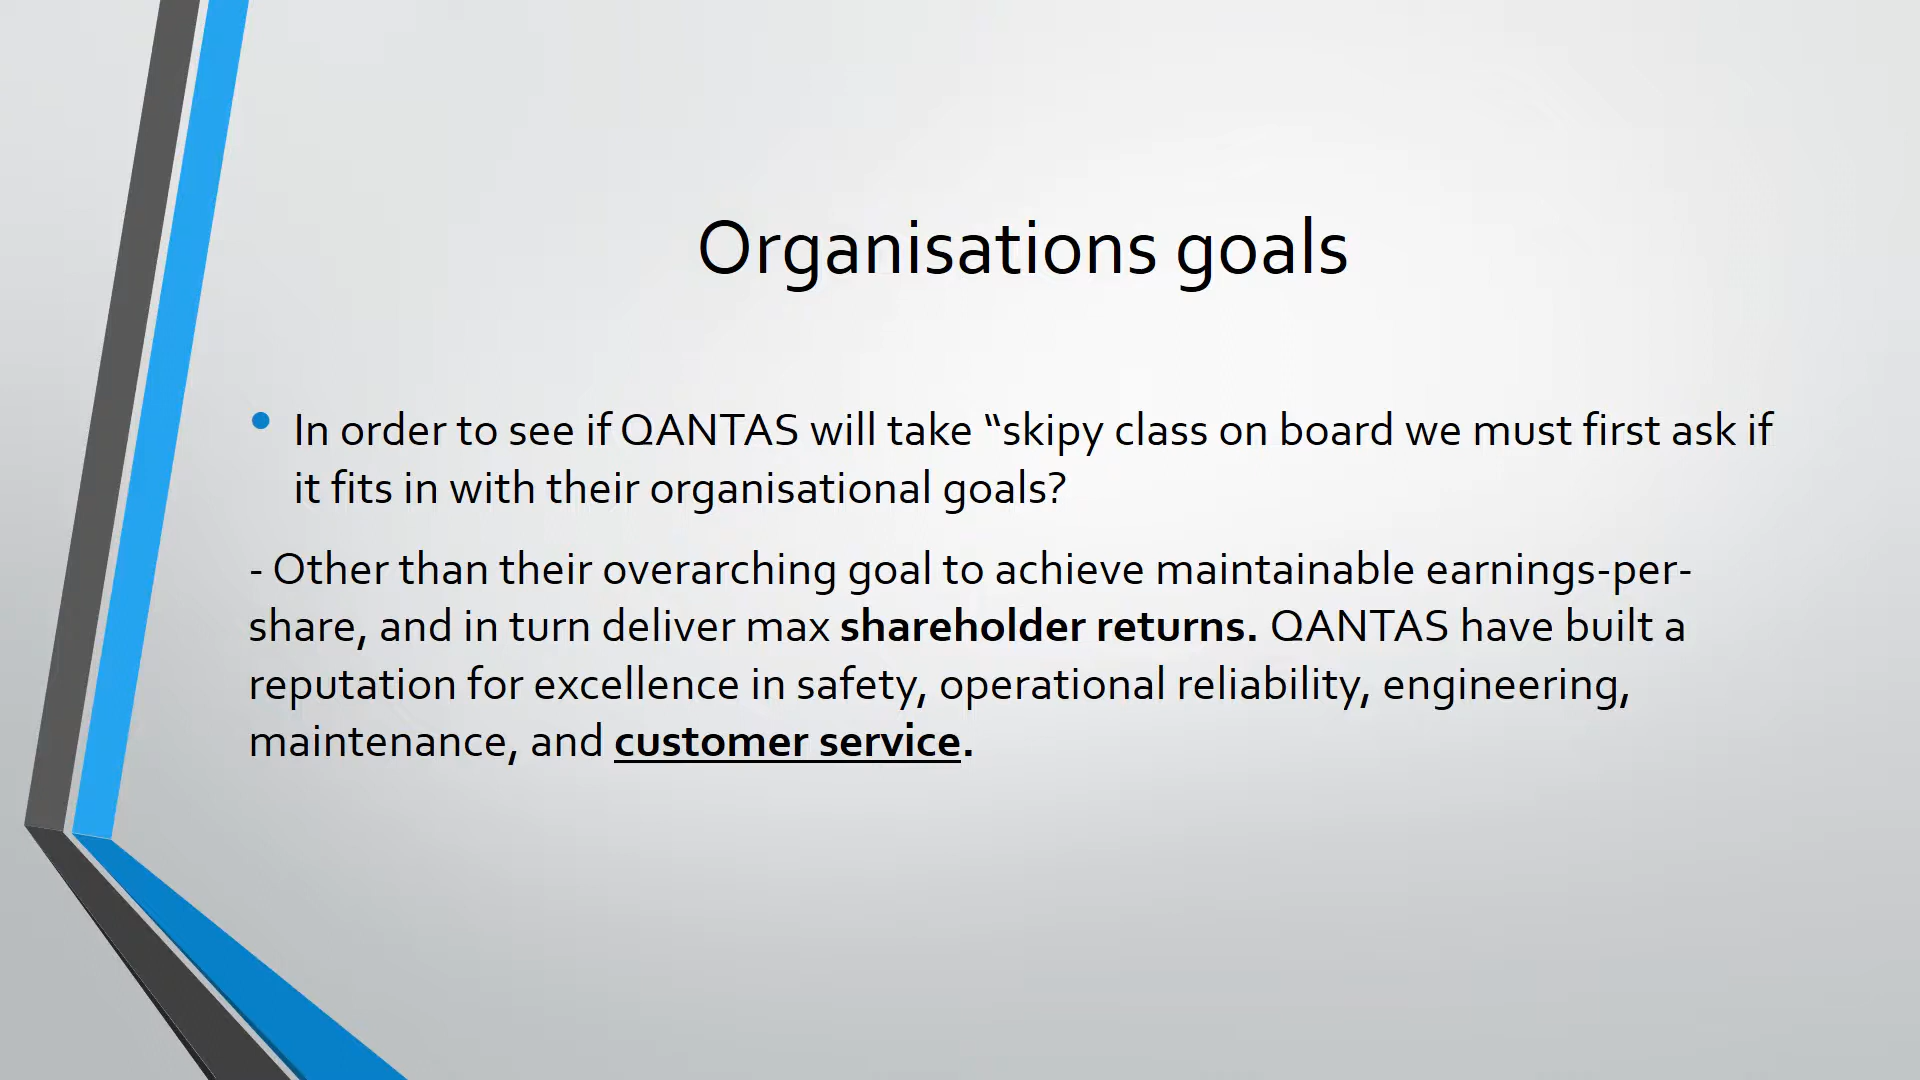 Organisations goals
• In order to see if QANTAS will take “skipy class on board we must first ask if
it fits in with their organisational goals?
- Other than their overarching goal to achieve maintainable earnings-per-
share, and in turn deliver max shareholder returns. QANTAS have built a
reputation for excellence in safety, operational reliability, engineering,
maintenance, and customer service.